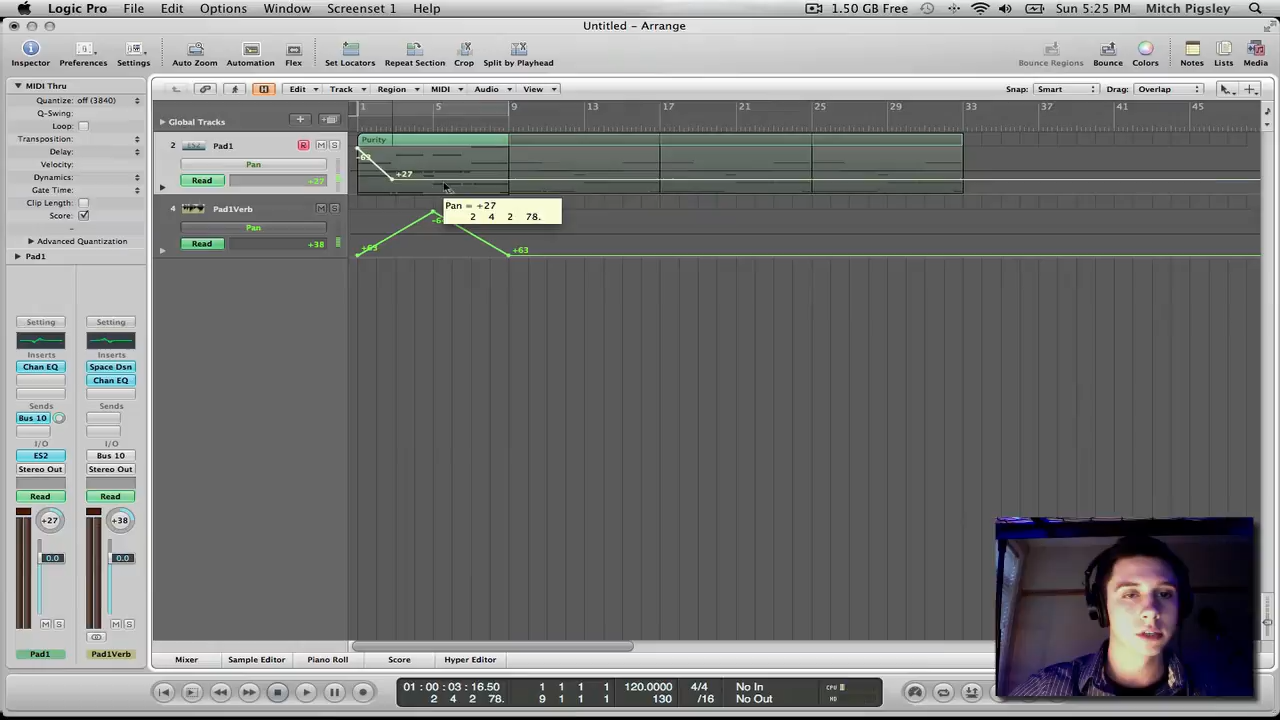 Logic Pro File Edit Options Window Screenset 1 Help 1.50 GB Free Sun 5:25 PM Mitch Pigsley
Untitled - Arrange
Inspector Preferences Settings Auto Zoom Automation Flex Set Locators Repeat Section Crop Split by Playhead Bounce Regions Bounce Colors Notes Lists Media
MIDI Thru Edit Track Region MIDI Audio View Snap: Smart Drag: Overlap
Quantize: off (3840)
Q-Swing:
Loop:
Transposition:
Delay:
Velocity:
Dynamics:
Gate Time:
Clip Length:
Score:
Advanced Quantization
Pad1
1 5 9 13 17 21 25 29 33 37 41 45
Global Tracks
2 Pad1 R M S
Pan
Read +27
4 Pad1Verb M S
Pan
Read +38
Purity
-63
+27
Pan = +27
2 4 2 78.
+63
+63
Setting Setting
Inserts Inserts
Chan EQ Space Dsn
Chan EQ
Sends Sends
Bus 10
I/O I/O
ES2 Bus 10
Stereo Out Stereo Out
Read Read
+27 +38
0.0 0.0
M S M S
Pad1 Pad1Verb
Mixer Sample Editor Piano Roll Score Hyper Editor
01:00:03:16.50 1 1 1 1 120.0000 4/4 No In CPU
2 4 2 76. 9 1 1 1 130 /16 No Out HD